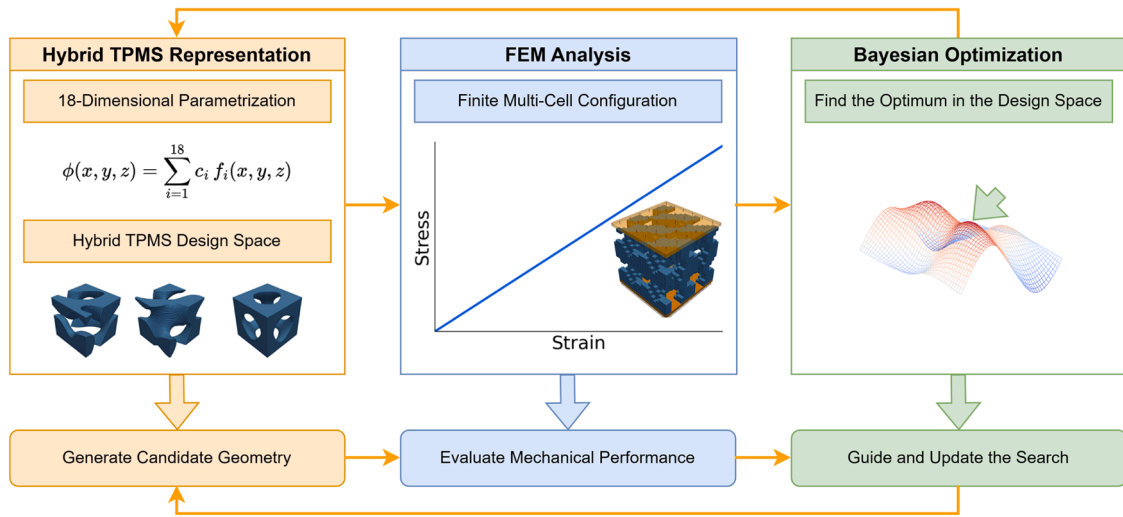 Hybrid TPMS Representation
18-Dimensional Parametrization
ϕ(x, y, z) = ∑_{i=1}^{18} c_i f_i(x, y, z)
Hybrid TPMS Design Space
Generate Candidate Geometry
FEM Analysis
Finite Multi-Cell Configuration
Stress
Strain
Evaluate Mechanical Performance
Bayesian Optimization
Find the Optimum in the Design Space
Guide and Update the Search